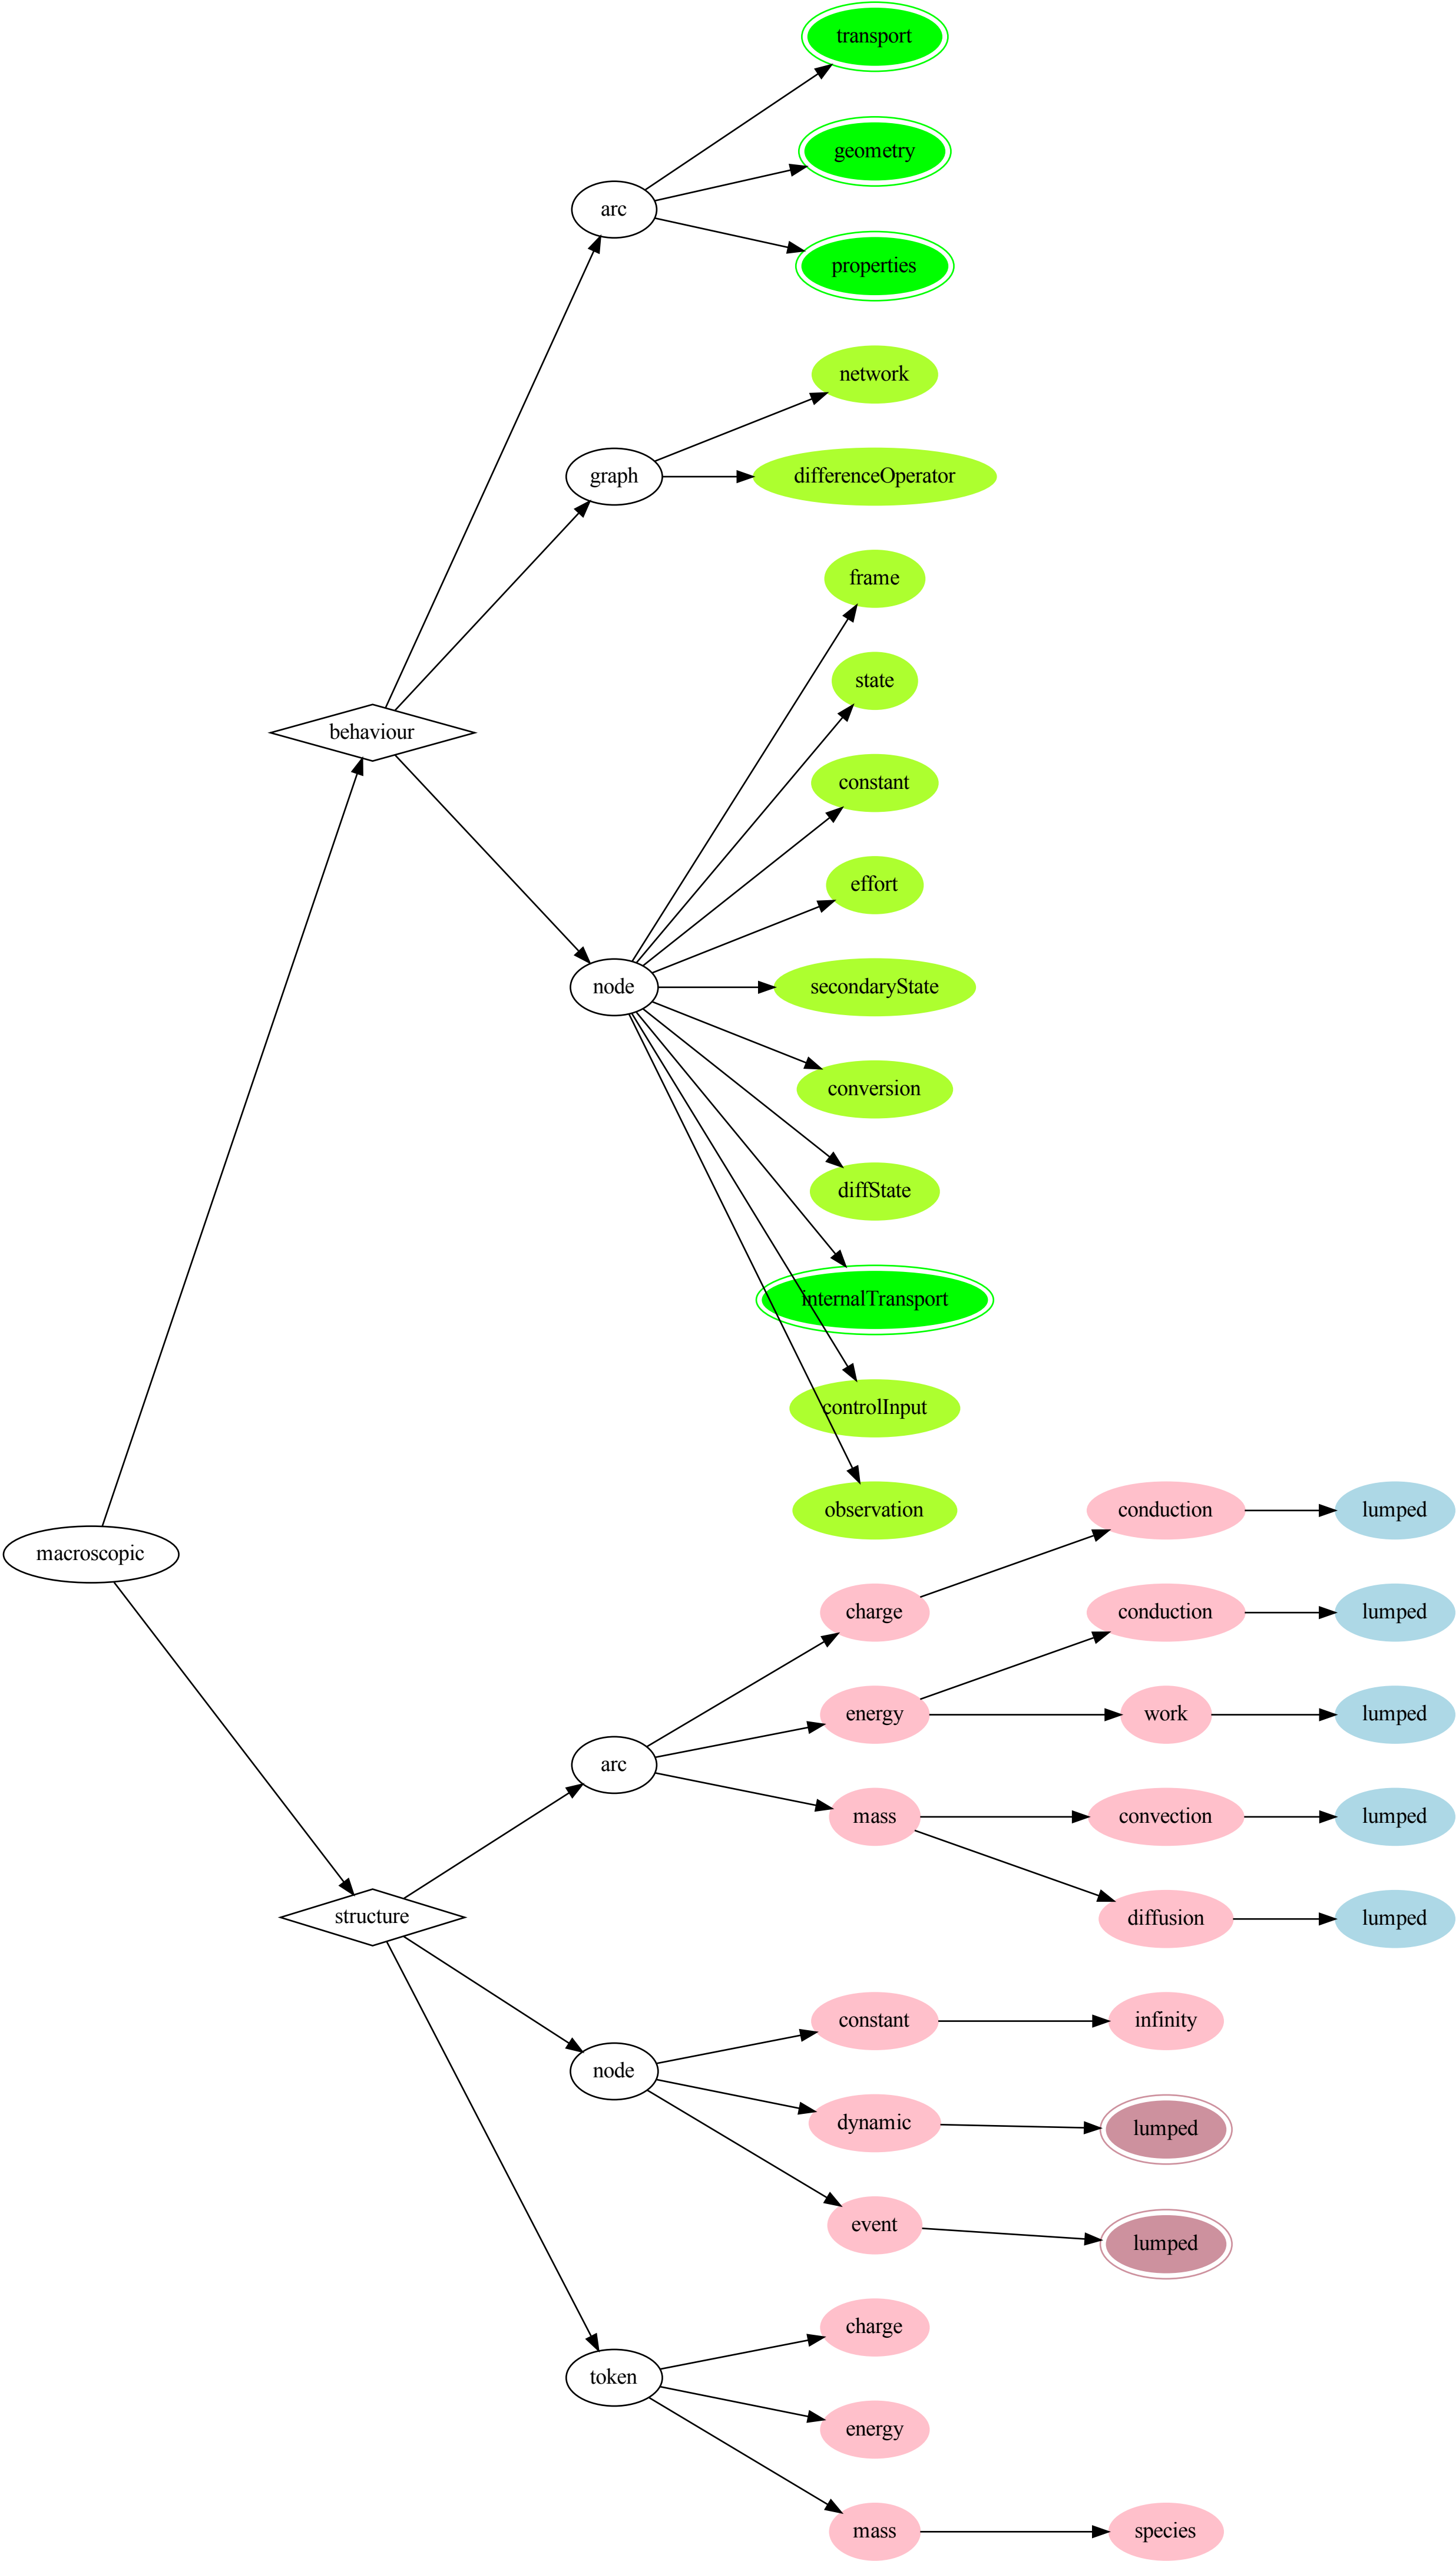 transport
geometry
arc
properties
network
graph
differenceOperator
frame
state
behaviour
constant
effort
node
secondaryState
conversion
diffState
internalTransport
controlInput
observation
conduction
lumped
macroscopic
charge
conduction
lumped
energy
work
lumped
arc
mass
convection
lumped
structure
diffusion
lumped
constant
infinity
node
dynamic
lumped
event
lumped
charge
token
energy
mass
species